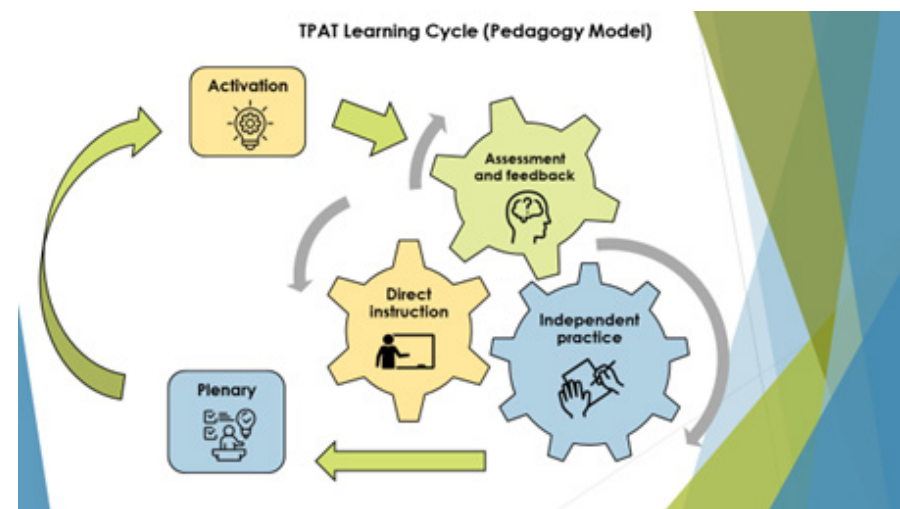 TPAT Learning Cycle (Pedagogy Model)
Activation
Assessment
and feedback
?
Direct
instruction
Independent
practice
Plenary